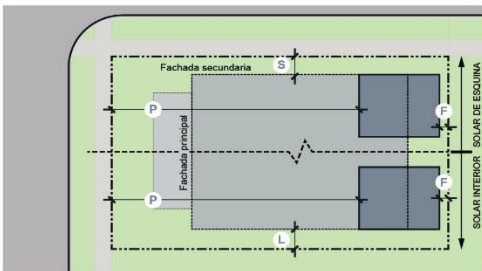 Fachada secundaria
S
P
F
Fachada principal
SOLAR DE ESQUINA
SOLAR INTERIOR
P
F
L